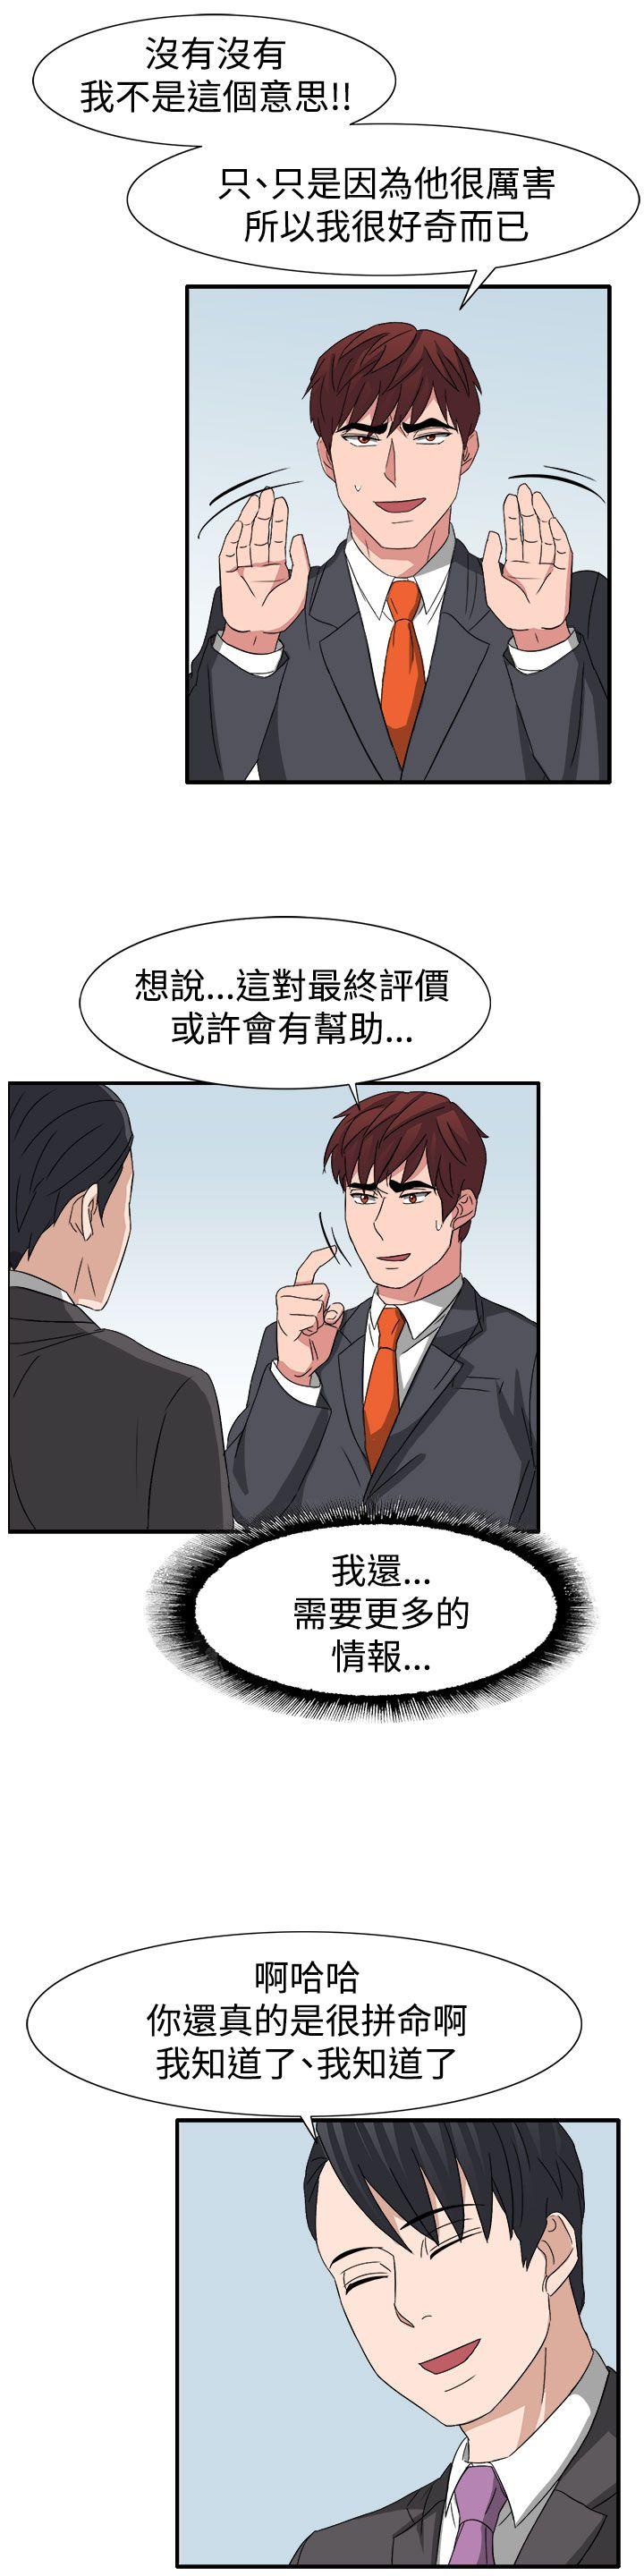 沒有沒有
我不是這個意思!!
只、只是因為他很厲害
所以我很好奇而已
想說...這對最終評價
或許會有幫助...
我還...
需要更多的
情報...
啊哈哈
你還真的是很拼命啊
我知道了、我知道了